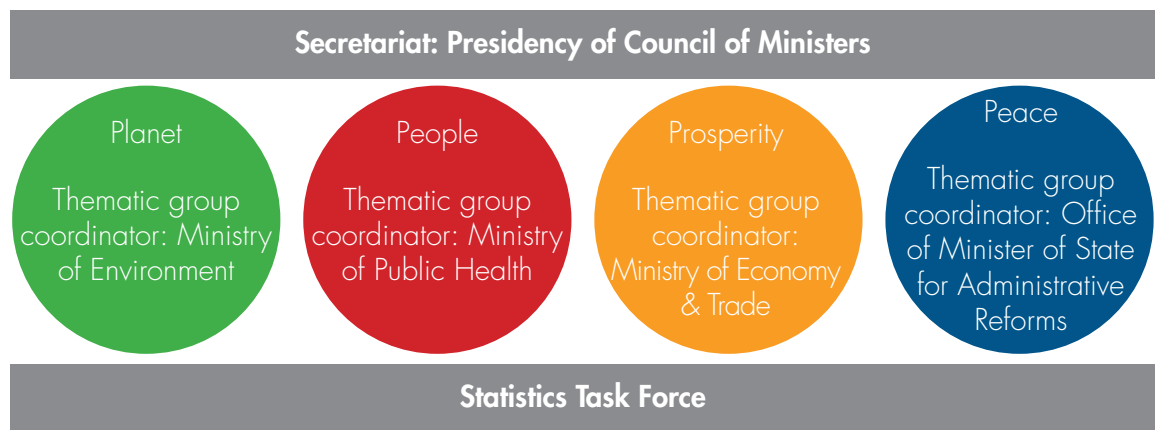 Secretariat: Presidency of Council of Ministers
Planet
Thematic group
coordinator: Ministry
of Environment
People
Thematic group
coordinator: Ministry
of Public Health
Prosperity
Thematic group
coordinator:
Ministry of Economy
& Trade
Peace
Thematic group
coordinator: Office
of Minister of State
for Administrative
Reforms
Statistics Task Force